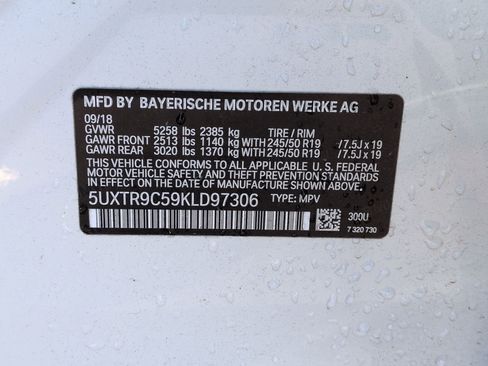 MFD BY BAYERISCHE MOTOREN WERKE AG
09/18
GVWR 5258 lbs 2385 kg TIRE / RIM
GAWR FRONT 2513 lbs 1140 kg WITH 245/50 R19 /7.5J x 19
GAWR REAR 3020 lbs 1370 kg WITH 245/50 R19 /7.5J x 19
THIS VEHICLE CONFORMS TO ALL APPLICABLE U. S. FEDERAL
MOTOR VEHICLE SAFETY AND THEFT PREVENTION STANDARDS
IN EFFECT ON THE DATE OF MANUFACTURE SHOWN ABOVE.
5UXTR9C59KLD97306 TYPE: MPV
300U
7 320 730